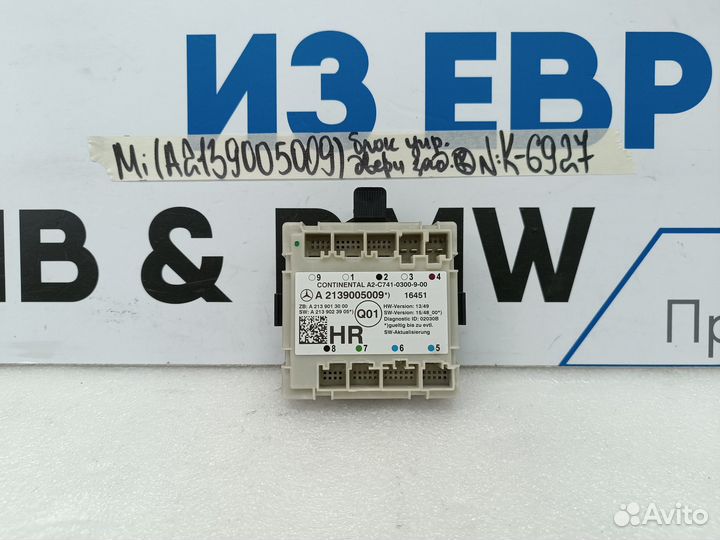 ИЗ ЕВР
Mi(A2139005009) блок упр. двери зад. N:K-6927
MB & BMW
При
CONTINENTAL A2-C741-0300-9-00
A 2139005009*) 16451
ZB: A 213 901 30 00
SW: A 213 902 39 05*)
Q01
HW-Version: 13/49
SW-Version: 15/48_00*)
Diagnostic ID: 02030B
*)gueltig bis zu evtl.
SW-Aktualisierung
HR
9 1 2 3 4
8 7 6 5
Avito